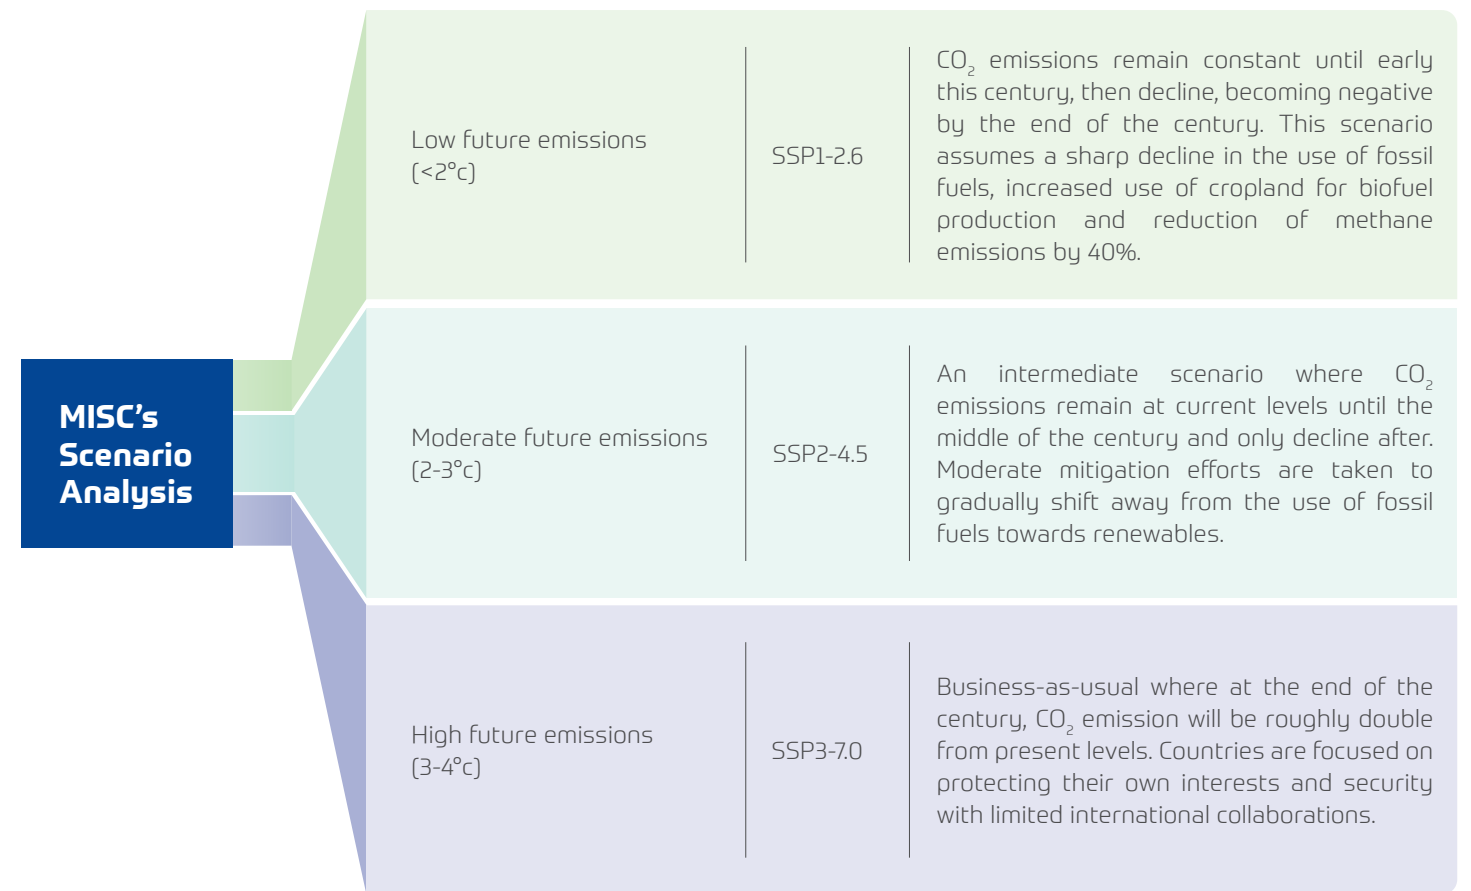 MISC's
Scenario
Analysis
Low future emissions
(<2°c)
SSP1-2.6
CO₂ emissions remain constant until early
this century, then decline, becoming negative
by the end of the century. This scenario
assumes a sharp decline in the use of fossil
fuels, increased use of cropland for biofuel
production and reduction of methane
emissions by 40%.
Moderate future emissions
(2-3°c)
SSP2-4.5
An intermediate scenario where CO₂
emissions remain at current levels until the
middle of the century and only decline after.
Moderate mitigation efforts are taken to
gradually shift away from the use of fossil
fuels towards renewables.
High future emissions
(3-4°c)
SSP3-7.0
Business-as-usual where at the end of the
century, CO₂ emission will be roughly double
from present levels. Countries are focused on
protecting their own interests and security
with limited international collaborations.